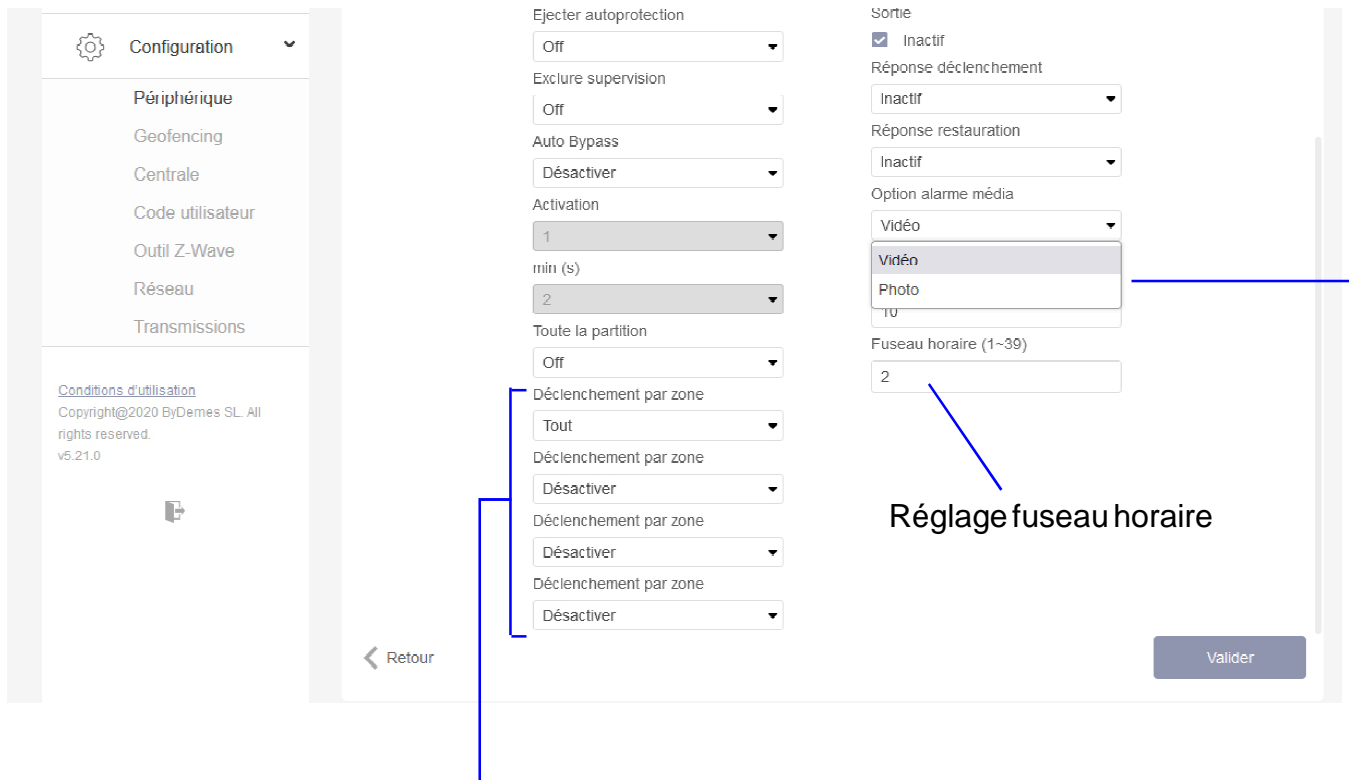 Configuration
Périphérique
Geofencing
Centrale
Code utilisateur
Outil Z-Wave
Réseau
Transmissions
Conditions d'utilisation
Copyright@2020 ByDemes SL. All
rights reserved.
v5.21.0
Ejecter autoprotection
Off
Exclure supervision
Off
Auto Bypass
Désactiver
Activation
1
min (s)
2
Toute la partition
Off
Déclenchement par zone
Tout
Déclenchement par zone
Désactiver
Déclenchement par zone
Désactiver
Déclenchement par zone
Désactiver
Sortie
Inactif
Réponse déclenchement
Inactif
Réponse restauration
Inactif
Option alarme média
Vidéo
Vidéo
Photo
10
Fuseau horaire (1~39)
2
Réglage fuseau horaire
Retour
Valider